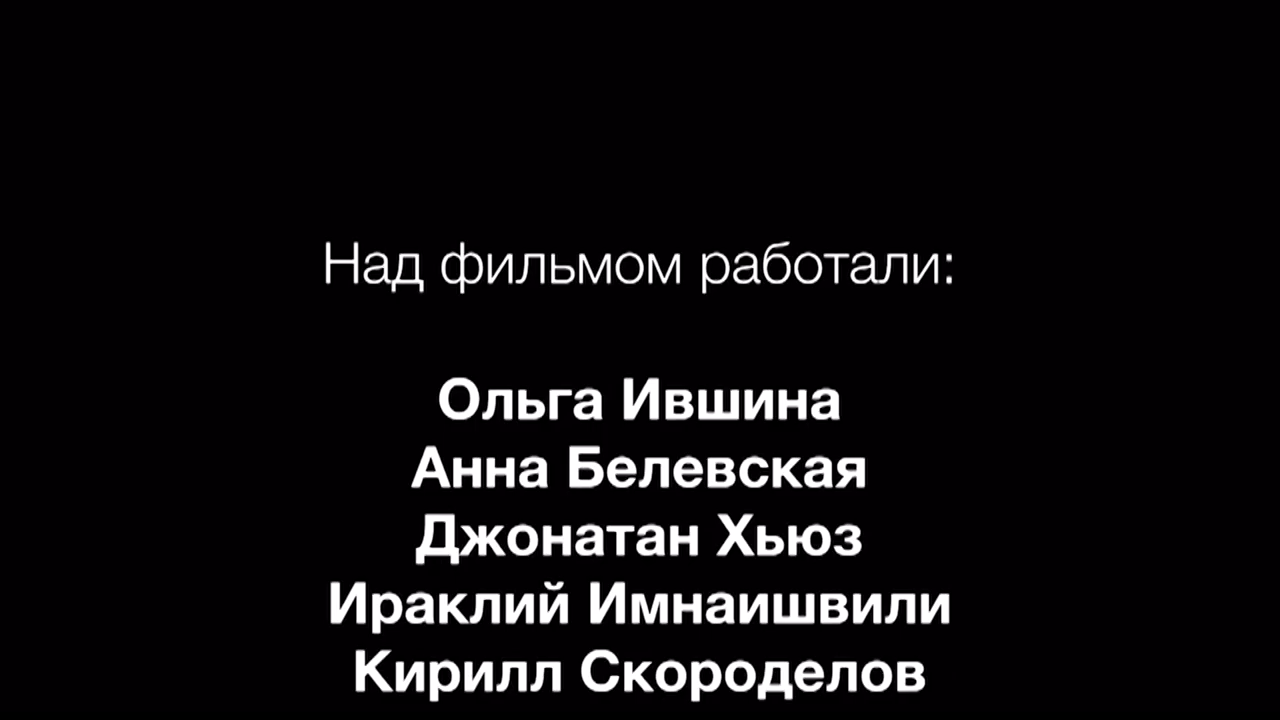 Над фильмом работали:
Ольга Ившина
Анна Белевская
Джонатан Хьюз
Ираклий Имнаишвили
Кирилл Скороделов